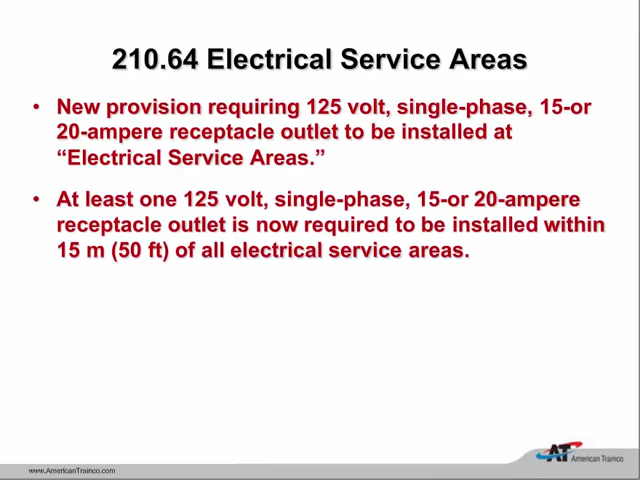 210.64 Electrical Service Areas
• New provision requiring 125 volt, single-phase, 15-or
20-ampere receptacle outlet to be installed at
“Electrical Service Areas.”
• At least one 125 volt, single-phase, 15-or 20-ampere
receptacle outlet is now required to be installed within
15 m (50 ft) of all electrical service areas.
www.AmericanTrainco.com
AT American Trainco